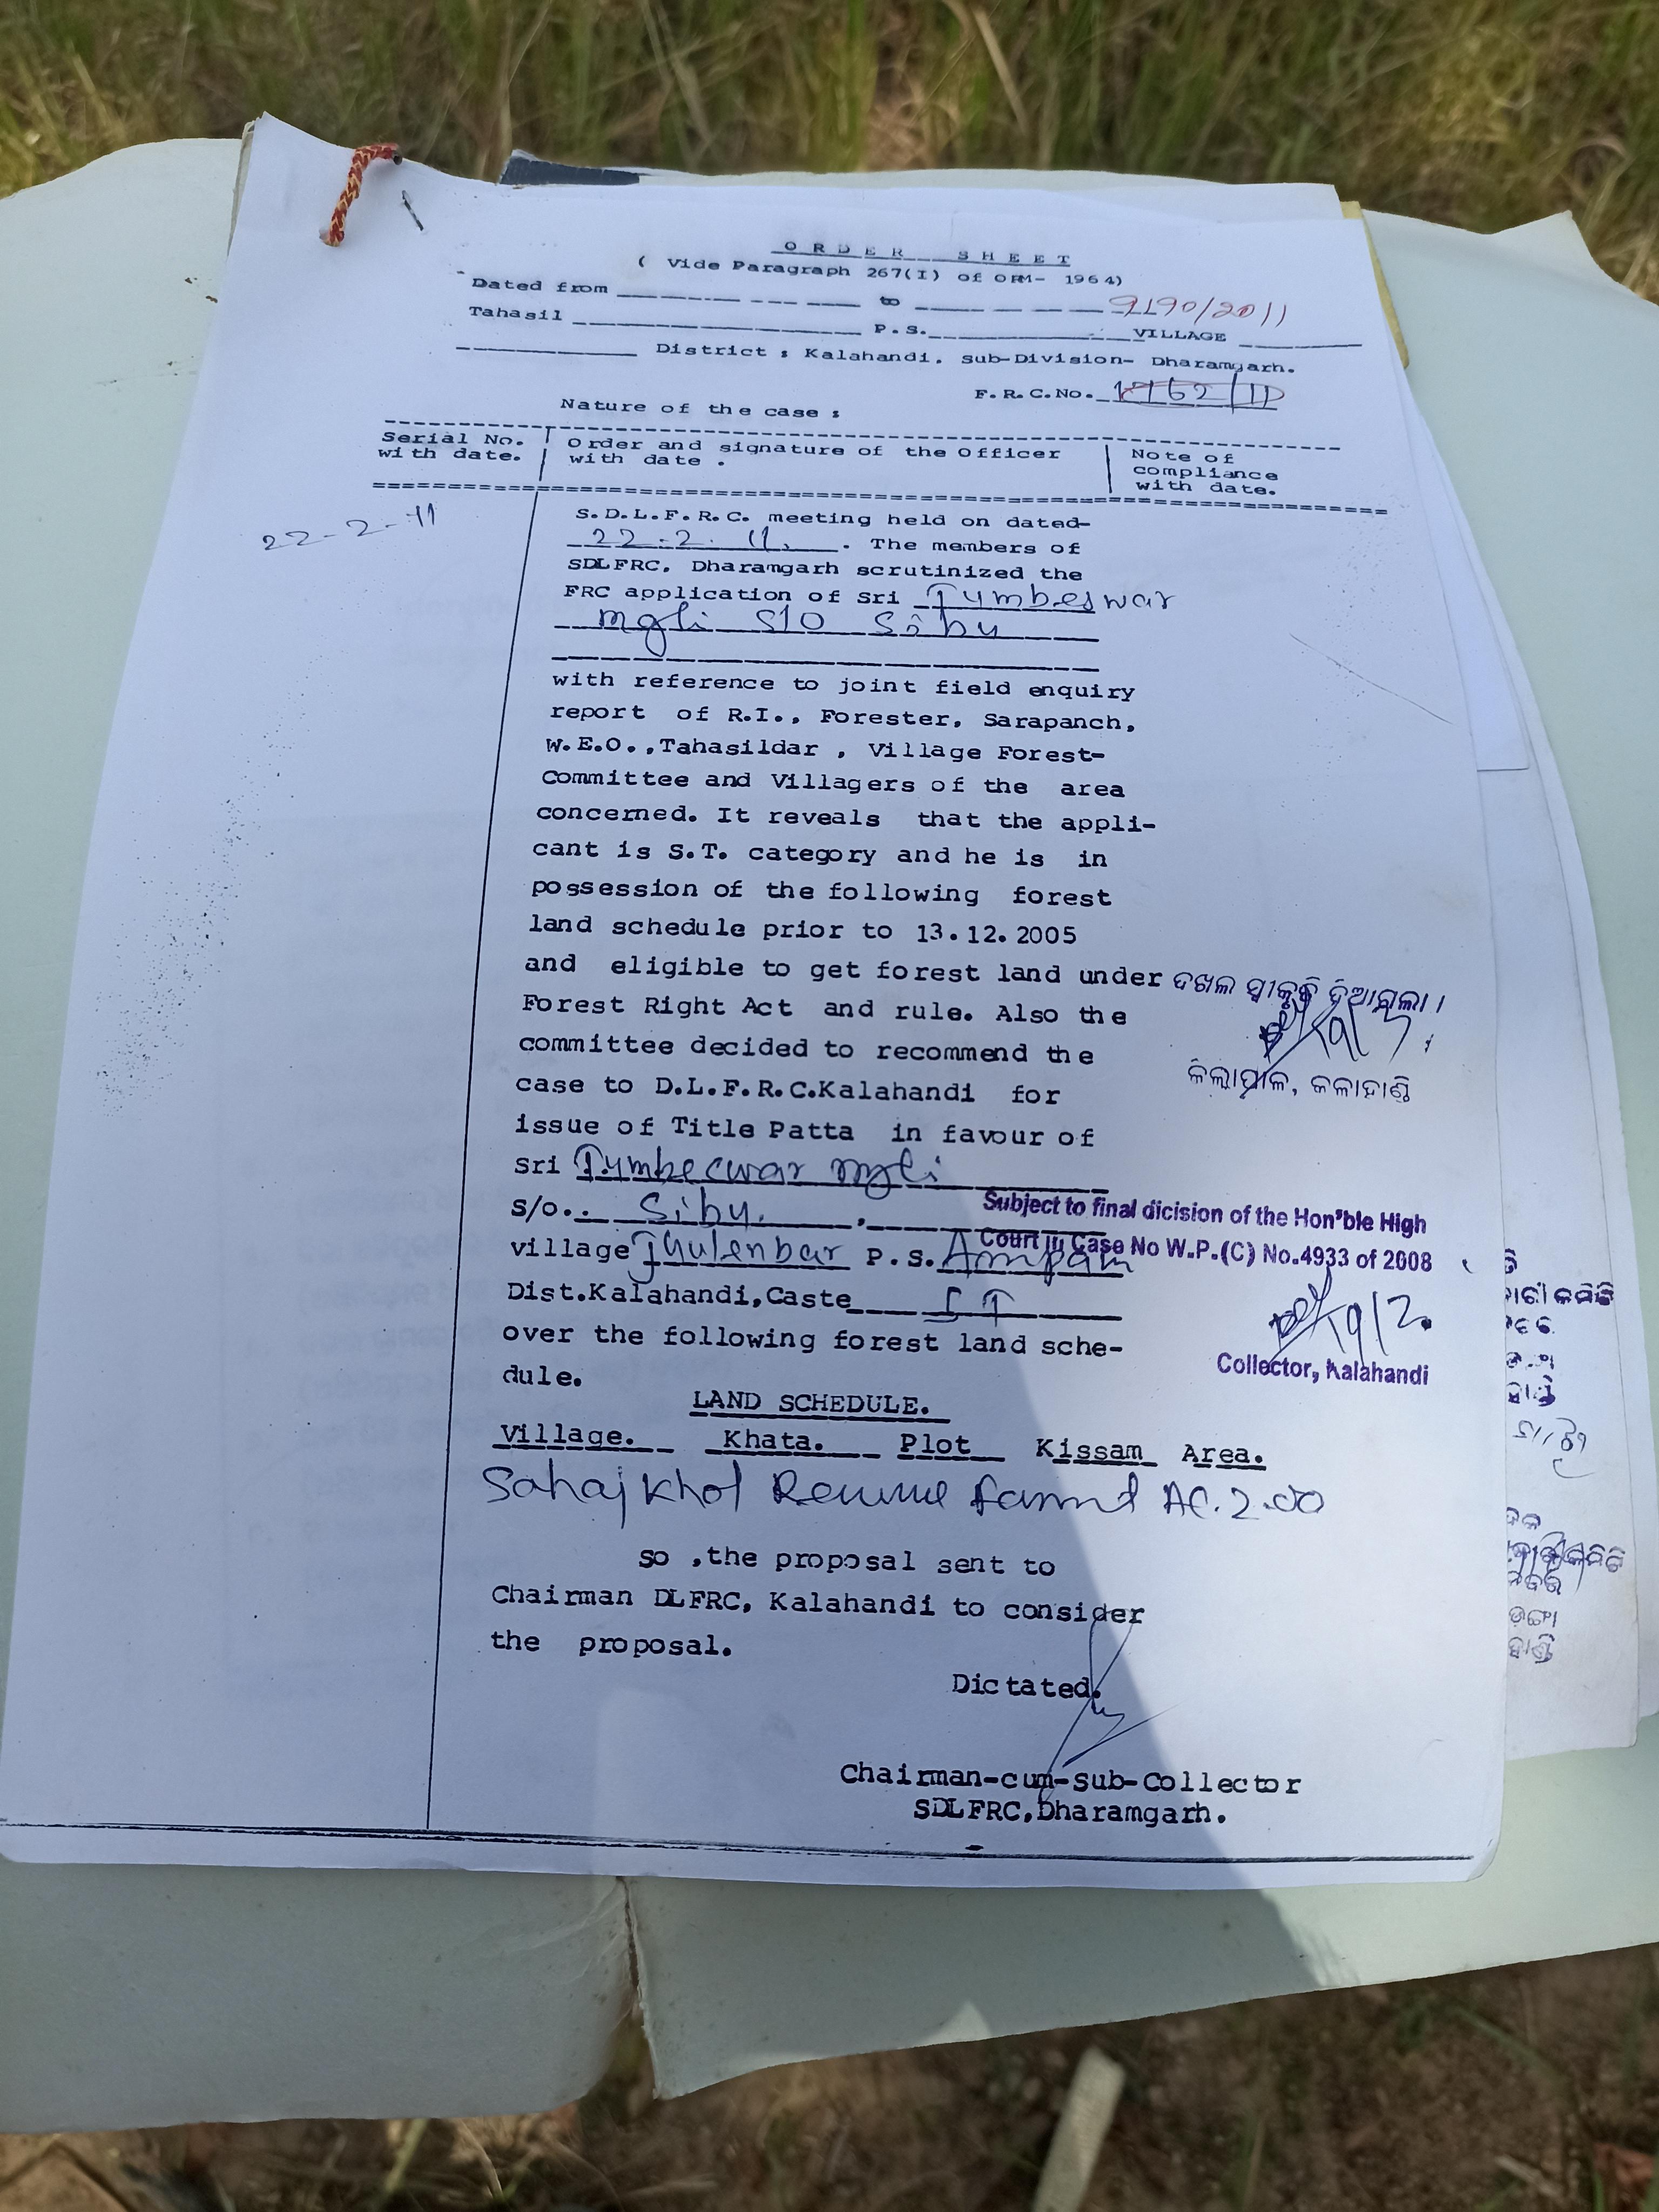 ORDER SHEET
( Vide Paragraph 267(I) of ORM- 1964)
Dated from to 9190/2011
Tahasil P.S. VILLAGE
District : Kalahandi, Sub-Division- Dharamgarh.
F.R.C.No.
Nature of the case :
Serial No. with date.
Order and signature of the Officer with date .
Note of compliance with date.
22-2-11
S.D.L.F.R.C. meeting held on dated-
22.2.11. . The members of
SDLFRC, Dharamgarh scrutinized the
FRC application of Sri Tumbeswar
S/O Sibu
with reference to joint field enquiry
report of R.I., Forester, Sarapanch,
W.E.O.,Tahasildar , Village Forest-
Committee and Villagers of the area
concerned. It reveals that the appli-
cant is S.T. category and he is in
possession of the following forest
land schedule prior to 13.12.2005
and eligible to get forest land under
Forest Right Act and rule. Also the
committee decided to recommend the
case to D.L.F.R.C.Kalahandi for
issue of Title Patta in favour of
sri Tumbeswar
s/o.. Sibu.
village Jhulenbar P.S. Ampani
Dist.Kalahandi,Caste ST
over the following forest land sche-
dule.
ଦଖଲ ସ୍ୱୀକୃତି ଦିଆଗଲା ।
ଜିଲ୍ଲାପାଳ, କଳାହାଣ୍ଡି
Subject to final dicision of the Hon'ble High
Court in Case No W.P.(C) No.4933 of 2008
Collector, Kalahandi
LAND SCHEDULE.
Village. Khata. Plot Kissam Area.
Sahajkhol AC. 2.00
So ,the proposal sent to
Chairman DLFRC, Kalahandi to consider
the proposal.
Dictated.
Chairman-cum-Sub-Collector
SDLFRC,Dharamgarh.